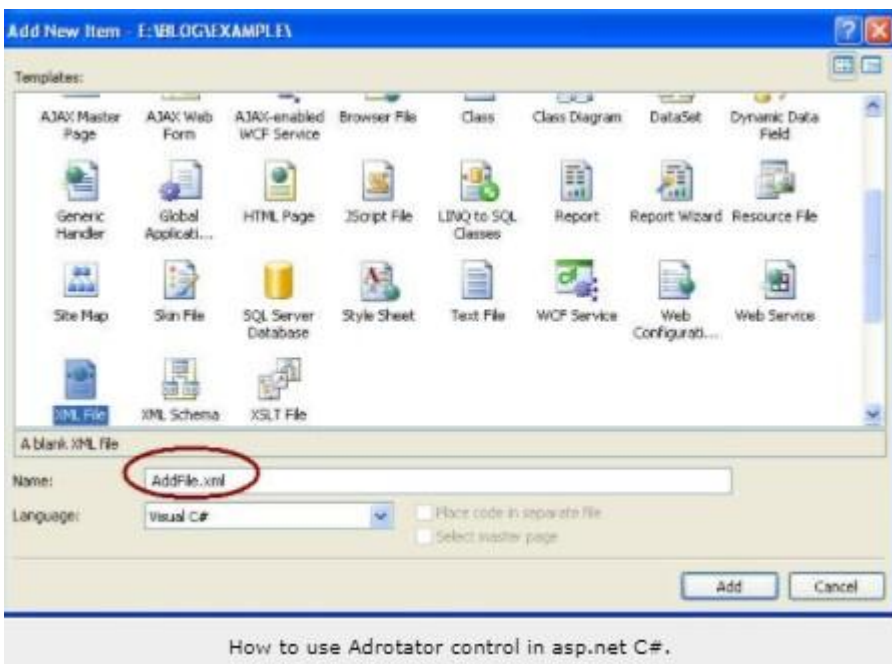 Add New Item - E:\BLOG\EXAMPLE\
Templates:
AJAX Master Page
AJAX Web Form
AJAX-enabled WCF Service
Browser File
Class
Class Diagram
DataSet
Dynamic Data Field
Generic Handler
Global Applicati...
HTML Page
JScript File
LINQ to SQL Classes
Report
Report Wizard
Resource File
Site Map
Skin File
SQL Server Database
Style Sheet
Text File
WCF Service
Web Configurati...
Web Service
XML File
XML Schema
XSLT File
A blank XML file
Name:
AddFile.xml
Language:
Visual C#
Place code in separate file
Select master page
Add
Cancel
How to use Adrotator control in asp.net C#.